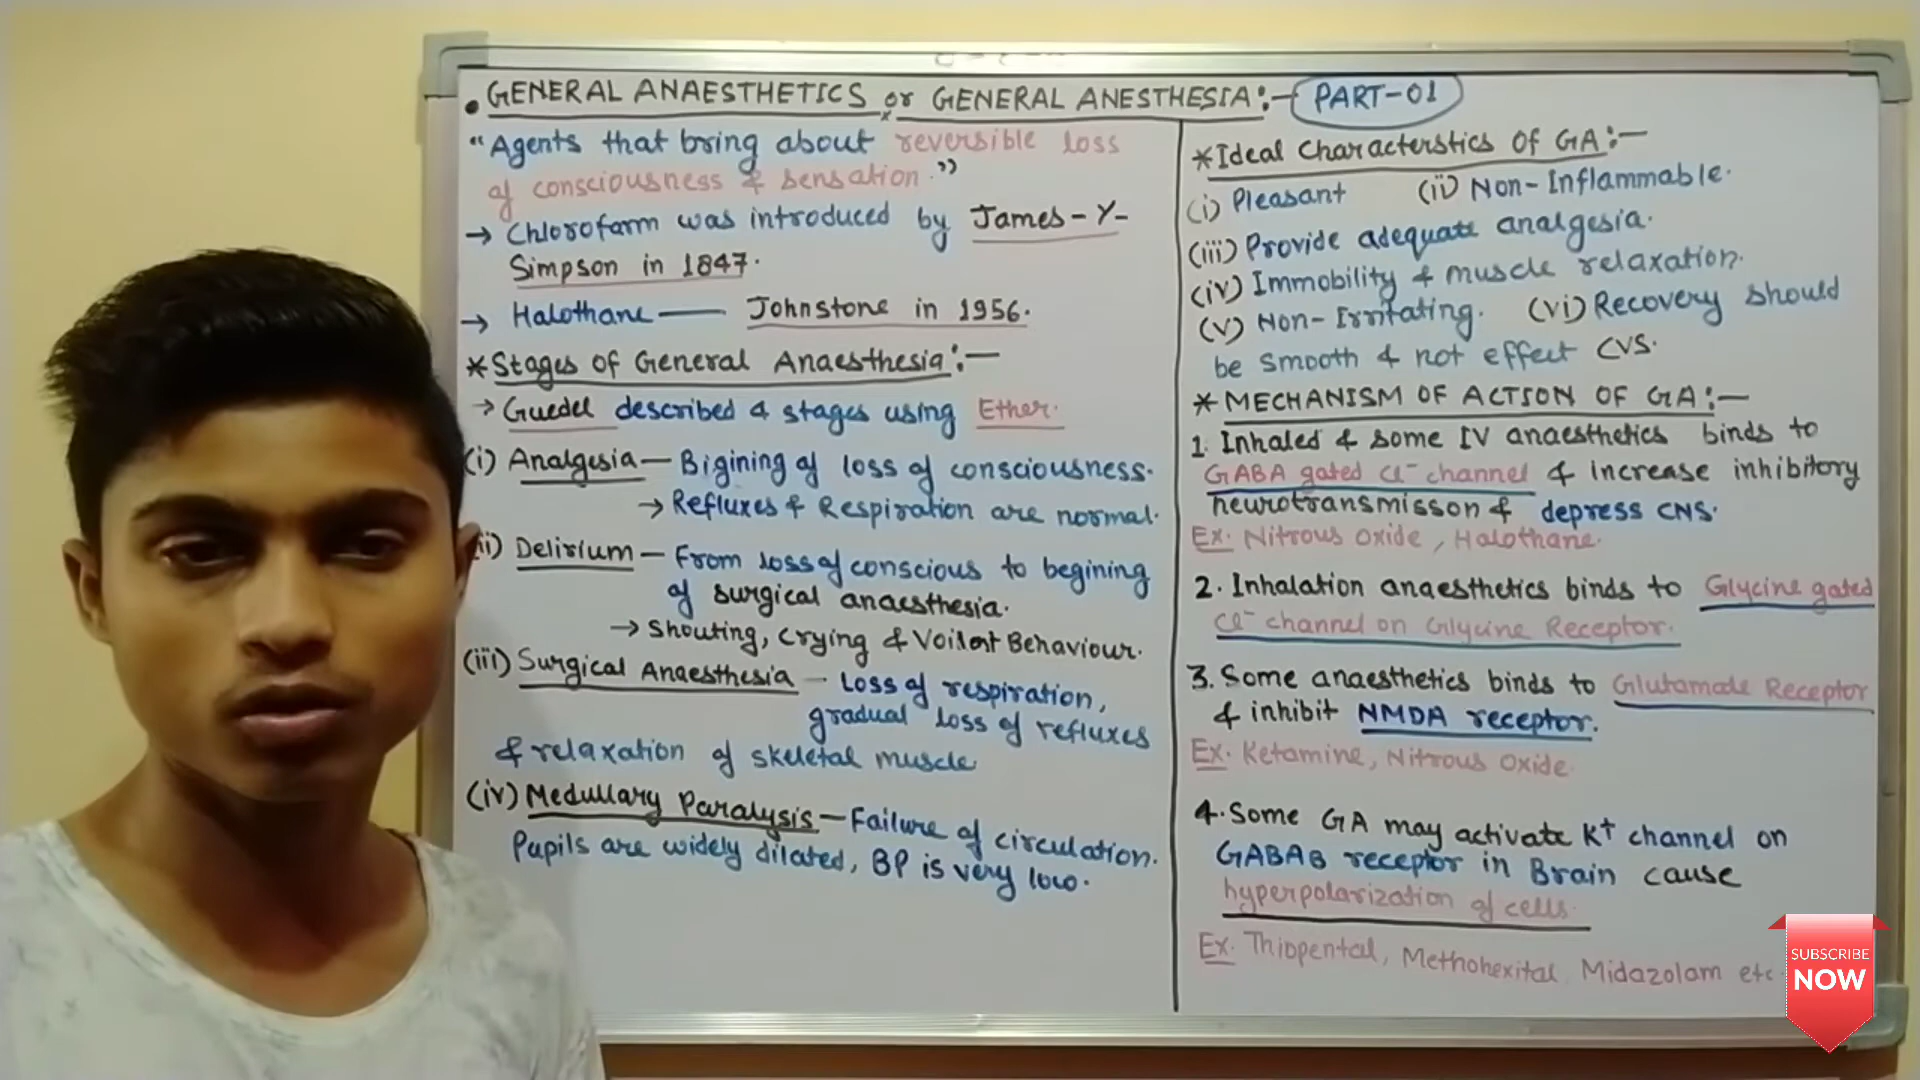 • GENERAL ANAESTHETICS or GENERAL ANESTHESIA:- PART-01
"Agents that bring about reversible loss
of consciousness & sensation."
→ Chlorofarm was introduced by James-Y-
Simpson in 1847.
→ Halothane — Johnstone in 1956.
*Stages of General Anaesthesia:-
→ Guedel described 4 stages using Ether.
(i) Analgesia — Bigining of loss of consciousness.
→ Refluxes & Respiration are normal.
(ii) Delirium — From loss of conscious to begining
of surgical anaesthesia.
→ Shouting, Crying & Voilent Behaviour.
(iii) Surgical Anaesthesia - Loss of respiration,
gradual loss of refluxes
& relaxation of skeletal muscle
(iv) Medullary Paralysis — Failure of circulation.
Pupils are widely dilated, BP is very low.
*Ideal Characterstics of GA:-
(i) Pleasant (ii) Non-Inflammable.
(iii) Provide adequate analgesia.
(iv) Immobility & muscle relaxation.
(v) Non-Irritating. (vi) Recovery should
be smooth & not effect CVS.
* MECHANISM OF ACTION OF GA:-
1. Inhaled & some IV anaesthetics binds to
GABA gated Cl⁻ channel & increase inhibitory
neurotransmisson & depress CNS.
Ex. Nitrous oxide, Halothane.
2. Inhalation anaesthetics binds to Glycine gated
Cl⁻ channel on Glycine Receptor.
3. Some anaesthetics binds to Glutamate Receptor
& inhibit NMDA receptor.
Ex. Ketamine, Nitrous oxide.
4. Some GA may activate K⁺ channel on
GABAB receptor in Brain cause
hyperpolarization of cells.
Ex. Thiopental, Methohexital, Midazolam etc
SUBSCRIBE
NOW